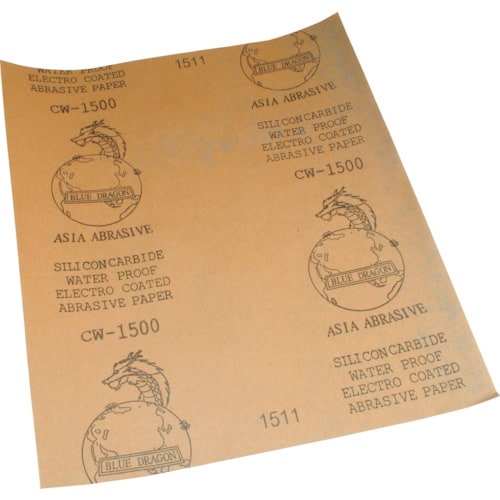 WATER PROOF
ELECTRO COATED
ABRASIVE PAPER
CW-1500
BLUE DRAGON
ASIA ABRASIVE
SILICONCARBIDE
WATER PROOF
ELECTRO COATED
ABRASIVE PAPER
CW-1500
BLUE DRAGON
1511
BLUE DRAGON
ASIA ABRASIVE
SILICONCARBIDE
WATER PROOF
ELECTRO COATED
ABRASIVE PAPER
CW-1500
BLUE DRAGON
ASIA ABRASIVE
SILICONCARBIDE
WATER PROOF
ELECTRO COATED
ABRASIVE PAPER
1511